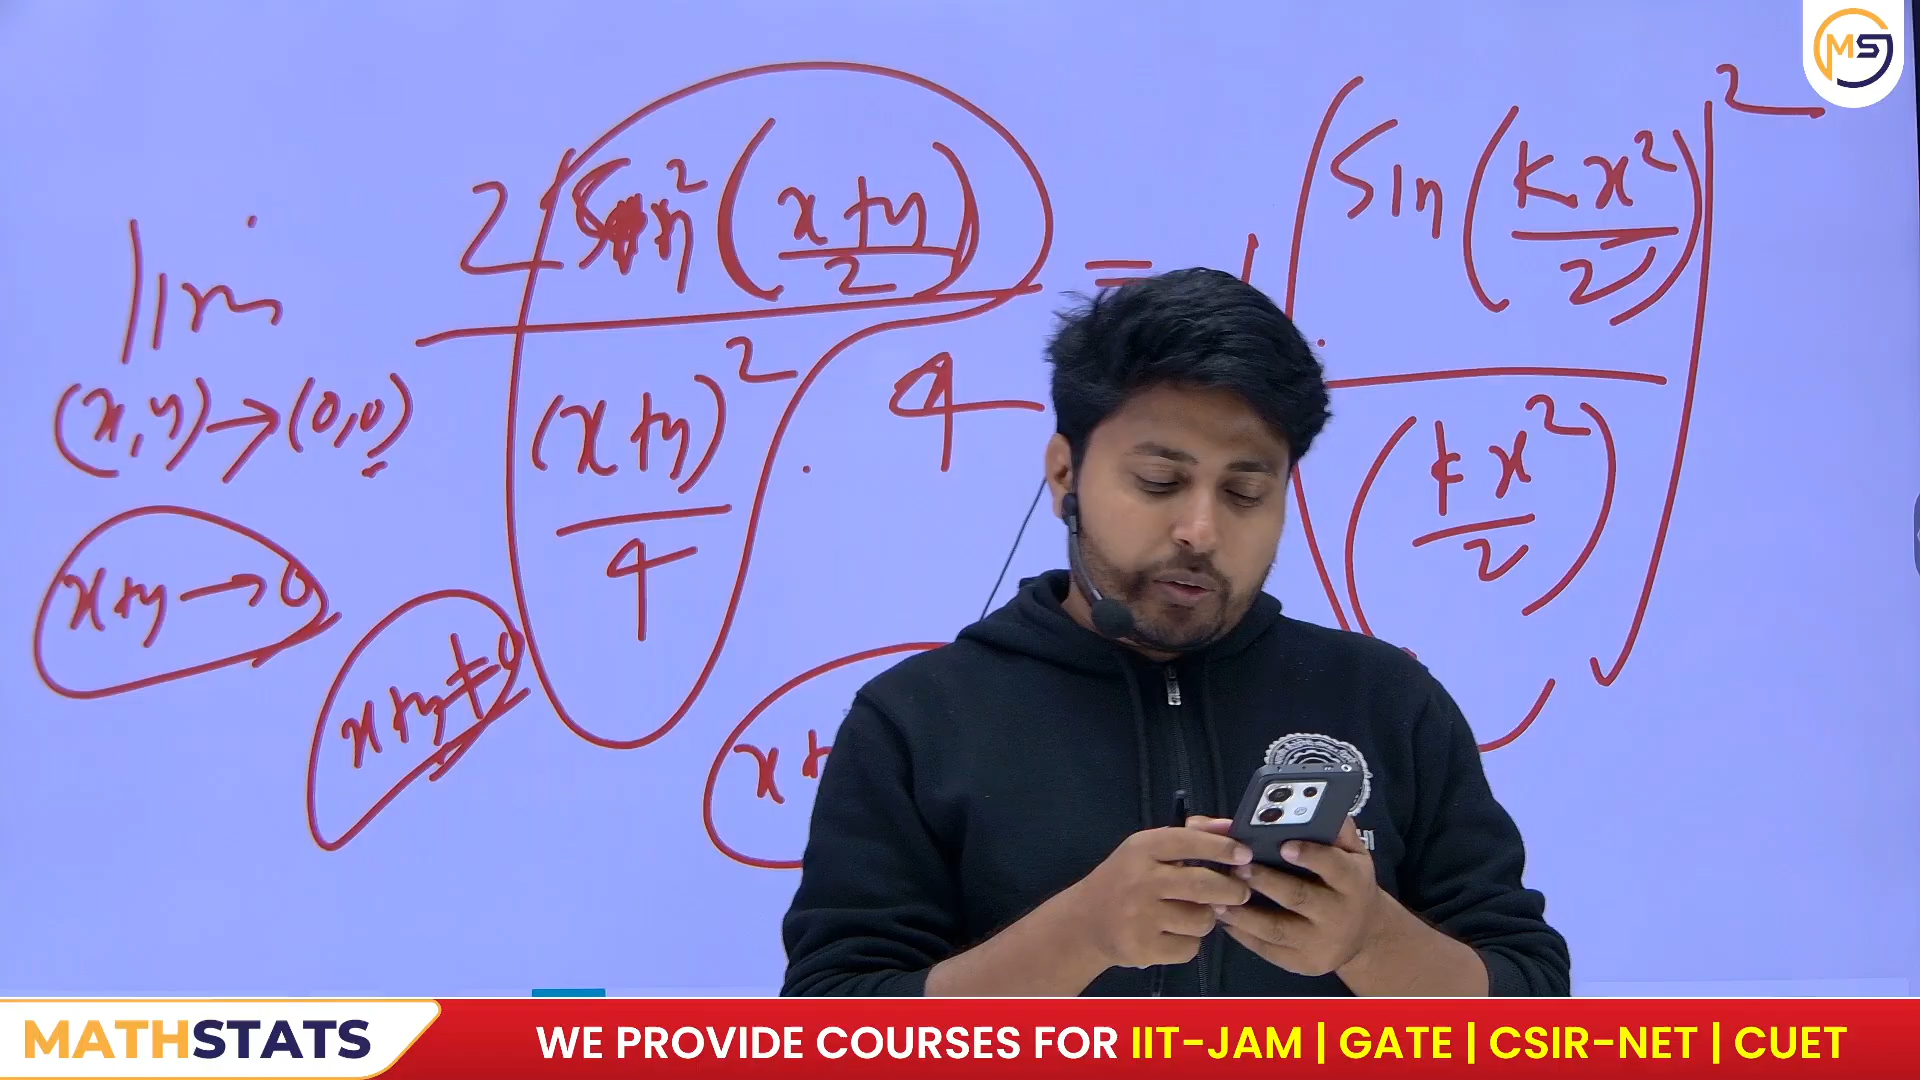 MS
lim (x,y)→(0,0) 2 sin²((x+y)/2) / ((x+y)²/4 · 4) = (sin(kx²/2) / (kx²/2))²
x+y→0
x+y≠0
x+
MATHSTATS
WE PROVIDE COURSES FOR IIT-JAM | GATE | CSIR-NET | CUET